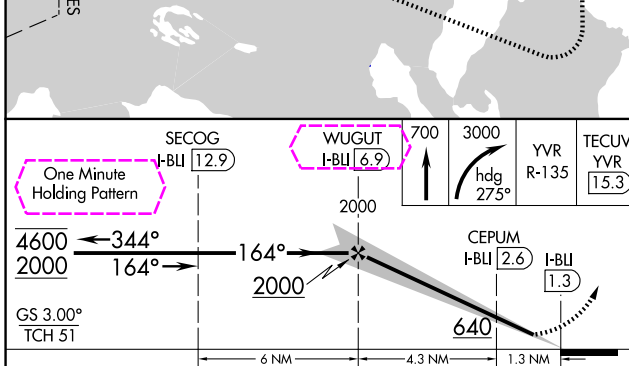 ES
SECOG
I-BLI 12.9
WUGUT
I-BLI 6.9
700
3000
hdg
275°
YVR
R-135
TECUV
YVR
15.3
One Minute
Holding Pattern
2000
4600
344°
2000
164°
164°
2000
CEPUM
I-BLI 2.6
I-BLI
1.3
640
GS 3.00°
TCH 51
6 NM
4.3 NM
1.3 NM